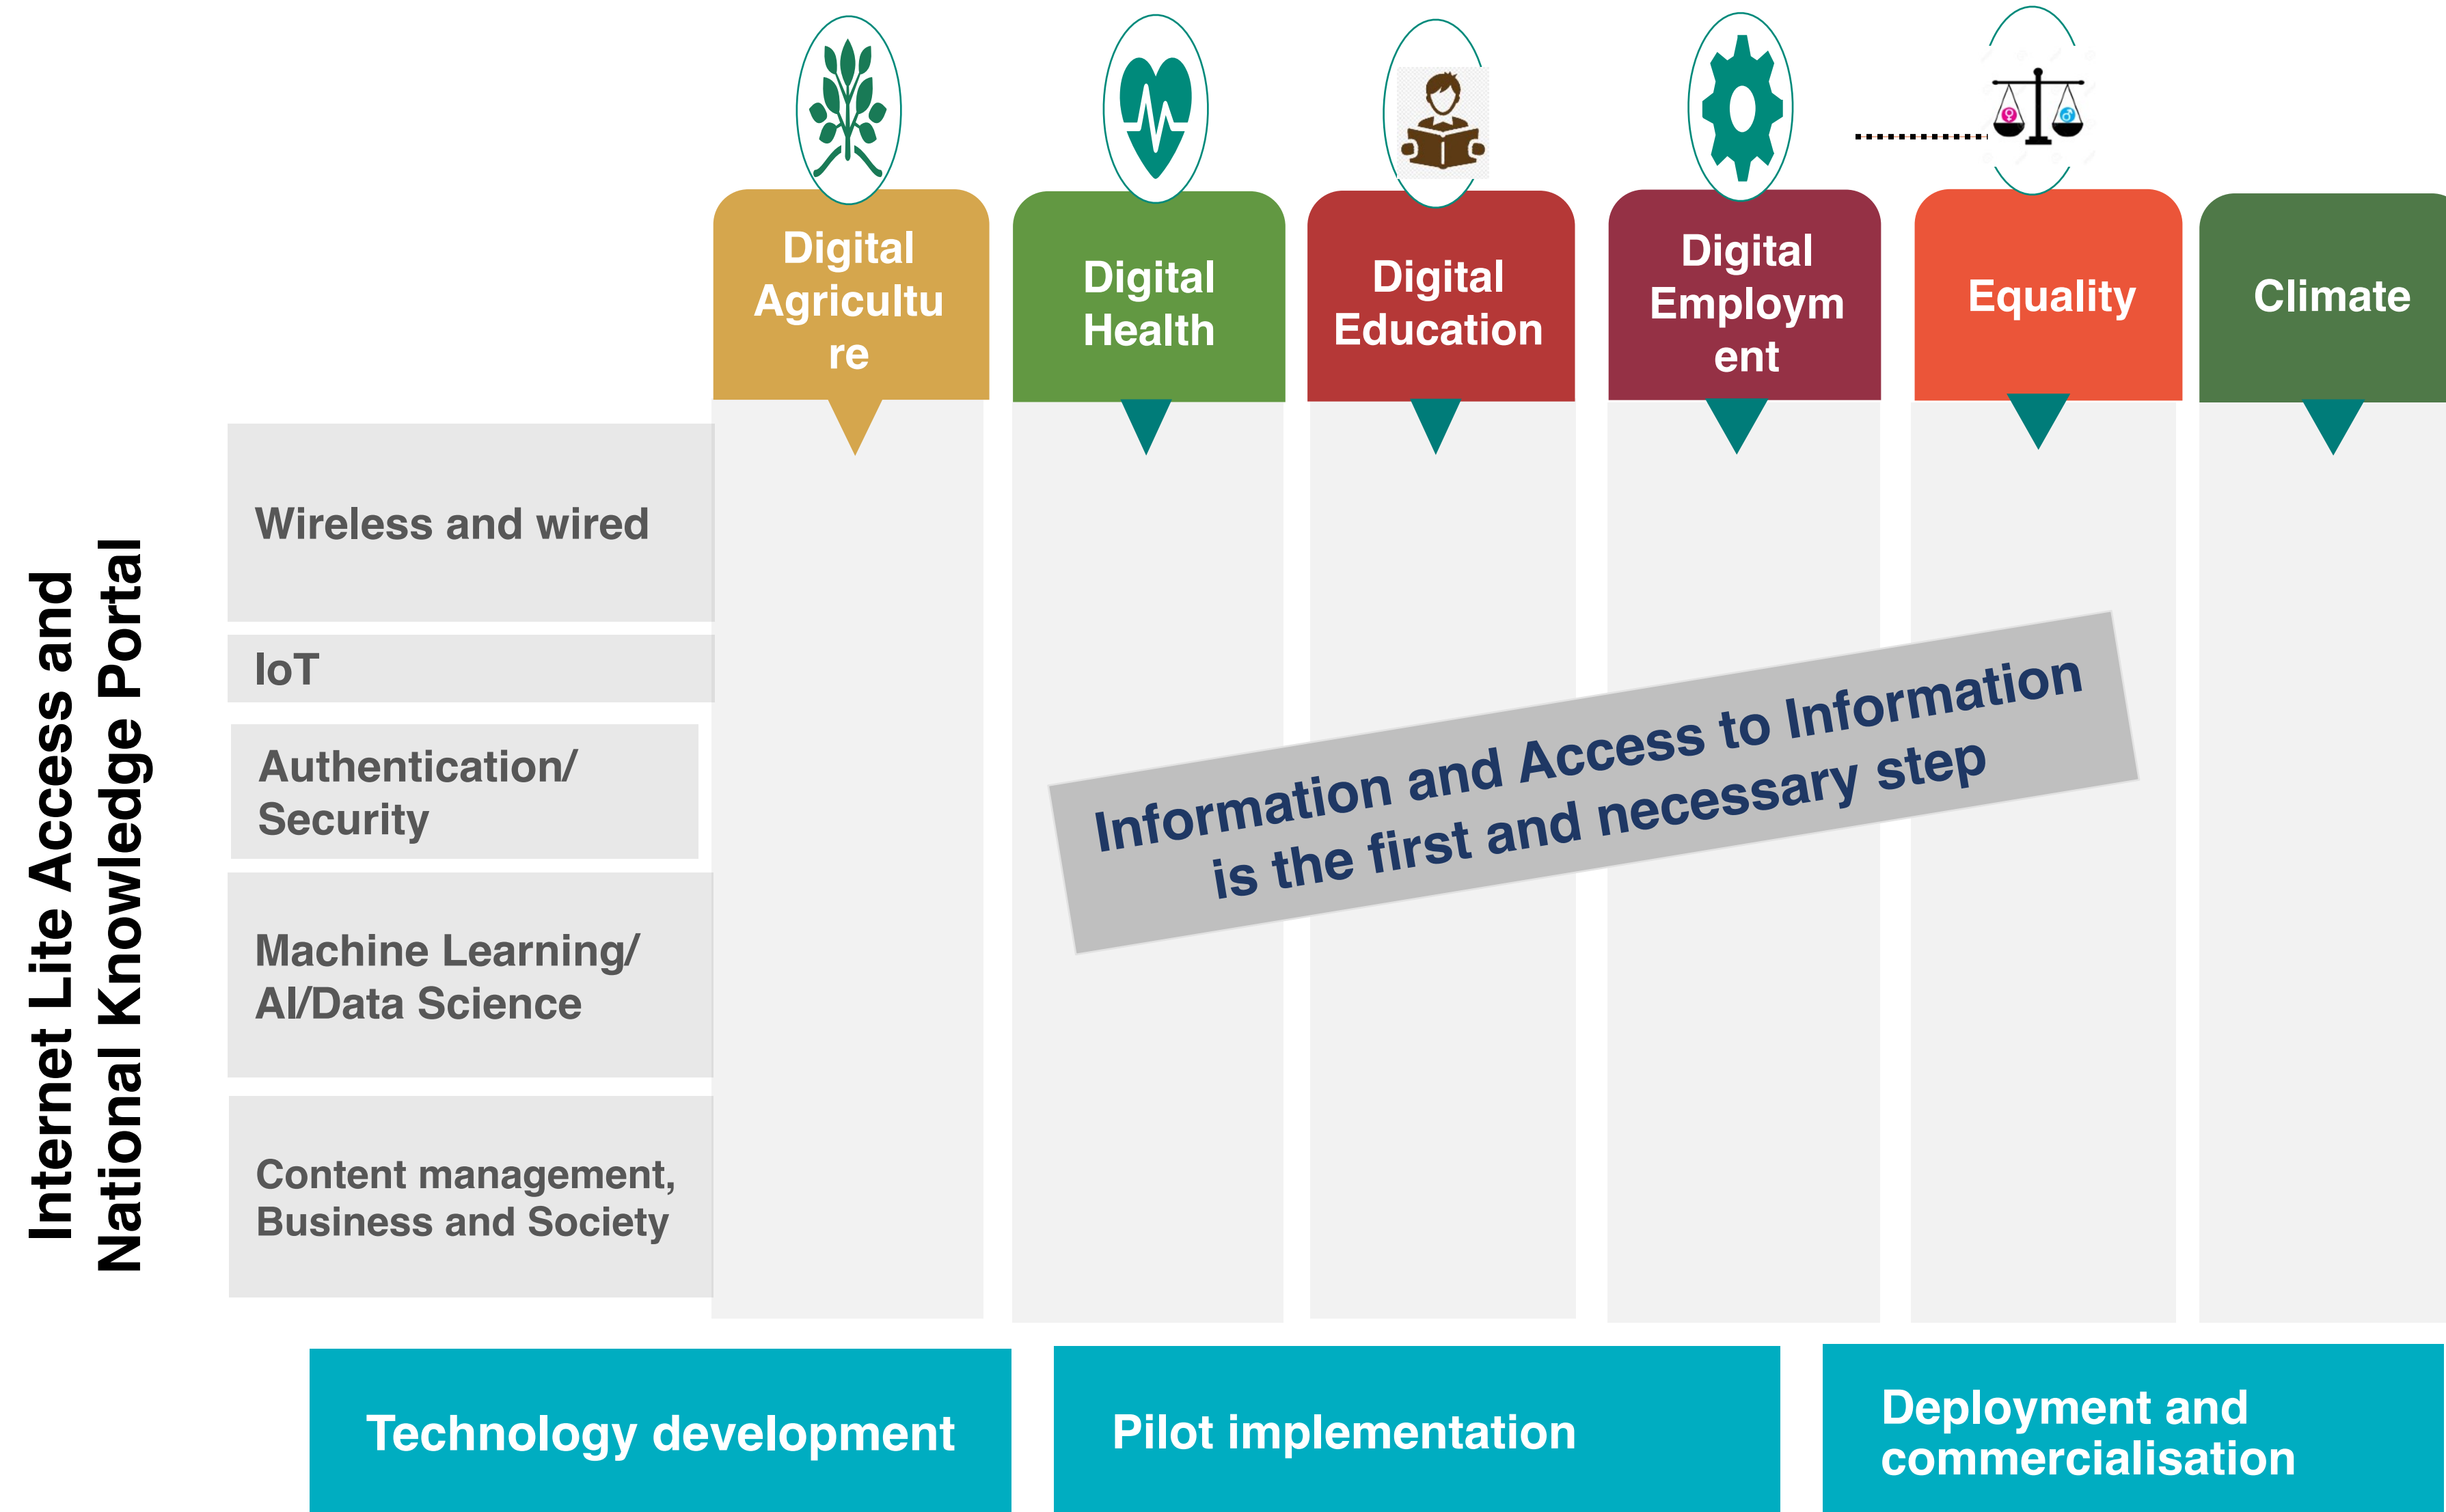 Digital
Agricultu
re
Digital
Health
Digital
Education
Digital
Employm
ent
Equality
Climate
Internet Lite Access and
National Knowledge Portal
Wireless and wired
IoT
Authentication/
Security
Machine Learning/
AI/Data Science
Content management,
Business and Society
Information and Access to Information
is the first and necessary step
Technology development
Pilot implementation
Deployment and
commercialisation